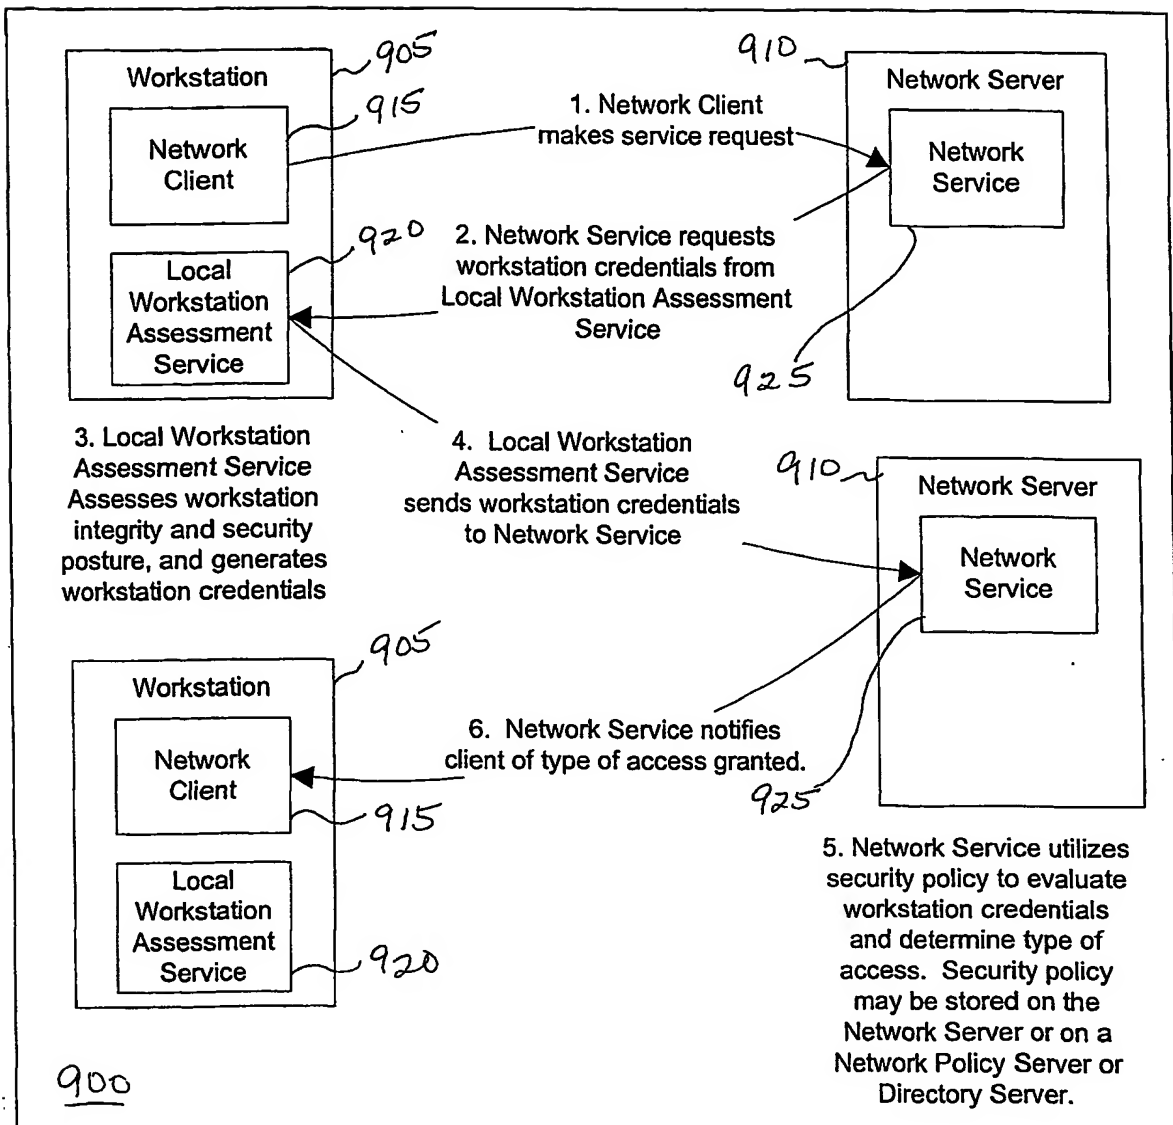 905
Workstation
915
Network
Client
920
Local
Workstation
Assessment
Service
1. Network Client
makes service request
910
Network Server
Network
Service
925
2. Network Service requests
workstation credentials from
Local Workstation Assessment
Service
3. Local Workstation
Assessment Service
Assesses workstation
integrity and security
posture, and generates
workstation credentials
4. Local Workstation
Assessment Service
sends workstation credentials
to Network Service
910
Network Server
Network
Service
925
905
Workstation
Network
Client
915
Local
Workstation
Assessment
Service
920
6. Network Service notifies
client of type of access granted.
5. Network Service utilizes
security policy to evaluate
workstation credentials
and determine type of
access. Security policy
may be stored on the
Network Server or on a
Network Policy Server or
Directory Server.
900